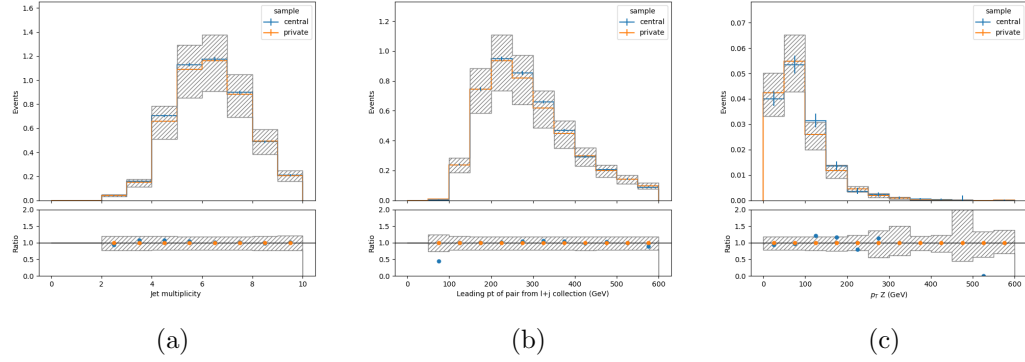 sample
central
private
Events
1.6
1.4
1.2
1.0
0.8
0.6
0.4
0.2
0.0
Ratio
2.0
1.5
1.0
0.5
0.0
0 2 4 6 8 10
Jet multiplicity
(a)
sample
central
private
Events
1.2
1.0
0.8
0.6
0.4
0.2
0.0
Ratio
2.0
1.5
1.0
0.5
0.0
0 100 200 300 400 500 600
Leading pt of pair from l+j collection (GeV)
(b)
sample
central
private
Events
0.07
0.06
0.05
0.04
0.03
0.02
0.01
0.00
Ratio
2.0
1.5
1.0
0.5
0.0
0 100 200 300 400 500 600
pT Z (GeV)
(c)